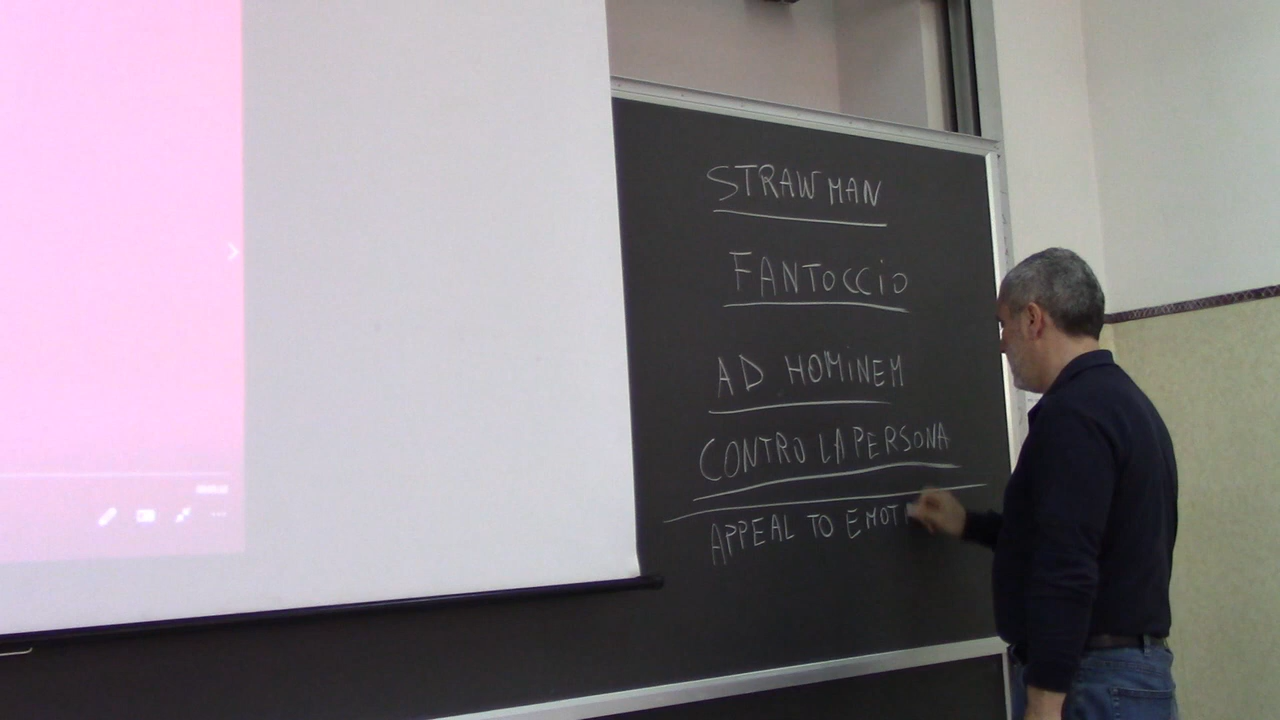 STRAW MAN
FANTOCCIO
AD HOMINEM
CONTRO LA PERSONA
APPEAL TO EMOT